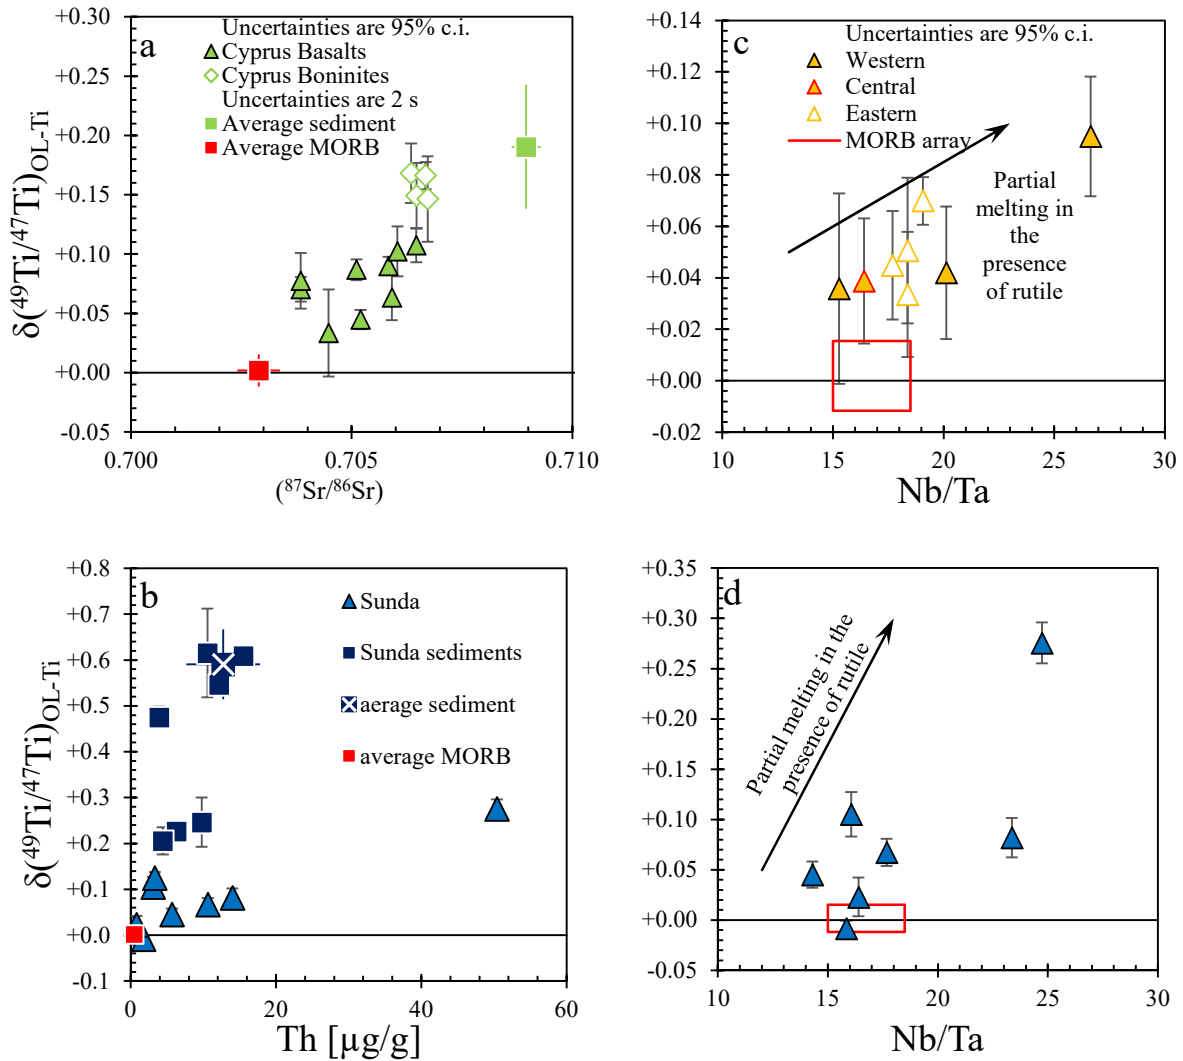 +0.30
+0.25
+0.20
+0.15
+0.10
+0.05
+0.00
-0.05
δ(⁴⁹Ti/⁴⁷Ti)OL-Ti
a
Uncertainties are 95% c.i.
Cyprus Basalts
Cyprus Boninites
Uncertainties are 2 s
Average sediment
Average MORB
0.700
0.705
0.710
(⁸⁷Sr/⁸⁶Sr)
+0.14
+0.12
+0.10
+0.08
+0.06
+0.04
+0.02
+0.00
-0.02
c
Uncertainties are 95% c.i.
Western
Central
Eastern
MORB array
Partial
melting in
the
presence
of rutile
10
15
20
25
30
Nb/Ta
+0.8
+0.7
+0.6
+0.5
+0.4
+0.3
+0.2
+0.1
+0.0
-0.1
δ(⁴⁹Ti/⁴⁷Ti)OL-Ti
b
Sunda
Sunda sediments
aerage sediment
average MORB
0
20
40
60
Th [µg/g]
+0.35
+0.30
+0.25
+0.20
+0.15
+0.10
+0.05
+0.00
-0.05
d
Partial melting in the
presence of rutile
10
15
20
25
30
Nb/Ta